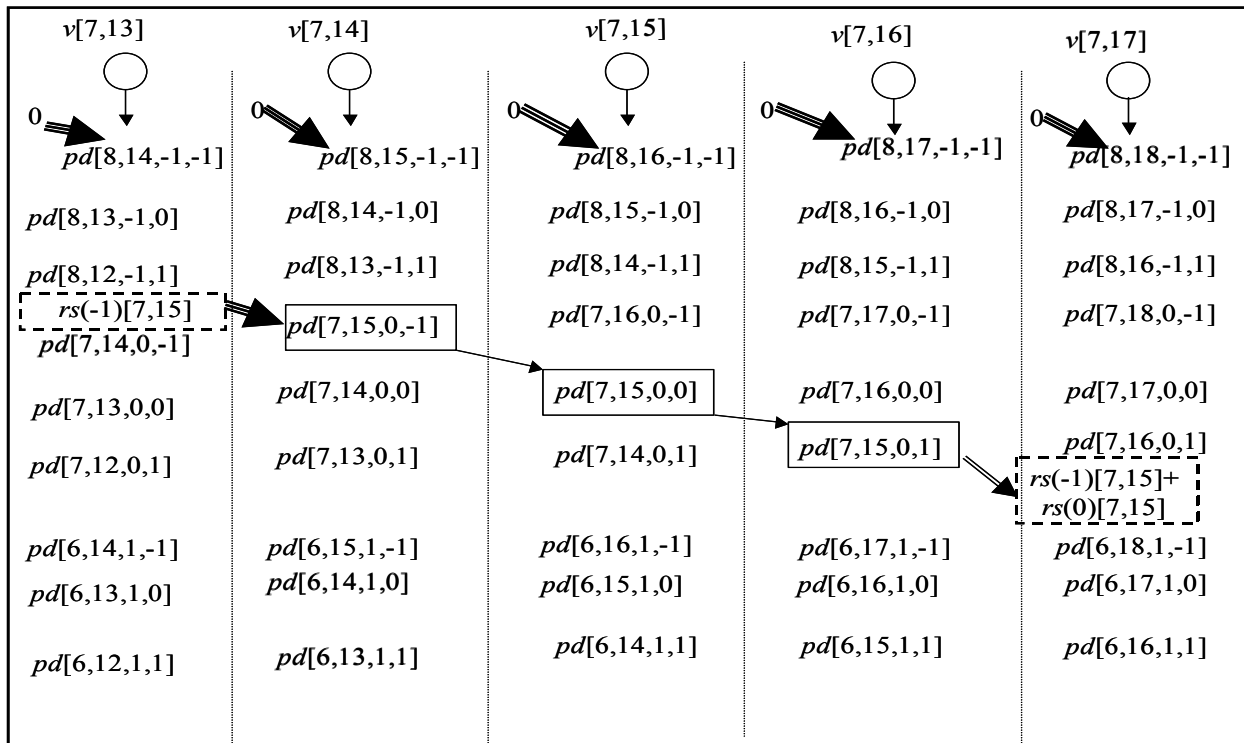 v[7,13] v[7,14] v[7,15] v[7,16] v[7,17]
0 0 0 0 0
pd[8,14,-1,-1] pd[8,15,-1,-1] pd[8,16,-1,-1] pd[8,17,-1,-1] pd[8,18,-1,-1]
pd[8,13,-1,0] pd[8,14,-1,0] pd[8,15,-1,0] pd[8,16,-1,0] pd[8,17,-1,0]
pd[8,12,-1,1] pd[8,13,-1,1] pd[8,14,-1,1] pd[8,15,-1,1] pd[8,16,-1,1]
rs(-1)[7,15] pd[7,15,0,-1] pd[7,16,0,-1] pd[7,17,0,-1] pd[7,18,0,-1]
pd[7,14,0,-1]
pd[7,13,0,0] pd[7,14,0,0] pd[7,15,0,0] pd[7,16,0,0] pd[7,17,0,0]
pd[7,12,0,1] pd[7,13,0,1] pd[7,14,0,1] pd[7,15,0,1] pd[7,16,0,1]
rs(-1)[7,15]+
rs(0)[7,15]
pd[6,14,1,-1] pd[6,15,1,-1] pd[6,16,1,-1] pd[6,17,1,-1] pd[6,18,1,-1]
pd[6,13,1,0] pd[6,14,1,0] pd[6,15,1,0] pd[6,16,1,0] pd[6,17,1,0]
pd[6,12,1,1] pd[6,13,1,1] pd[6,14,1,1] pd[6,15,1,1] pd[6,16,1,1]